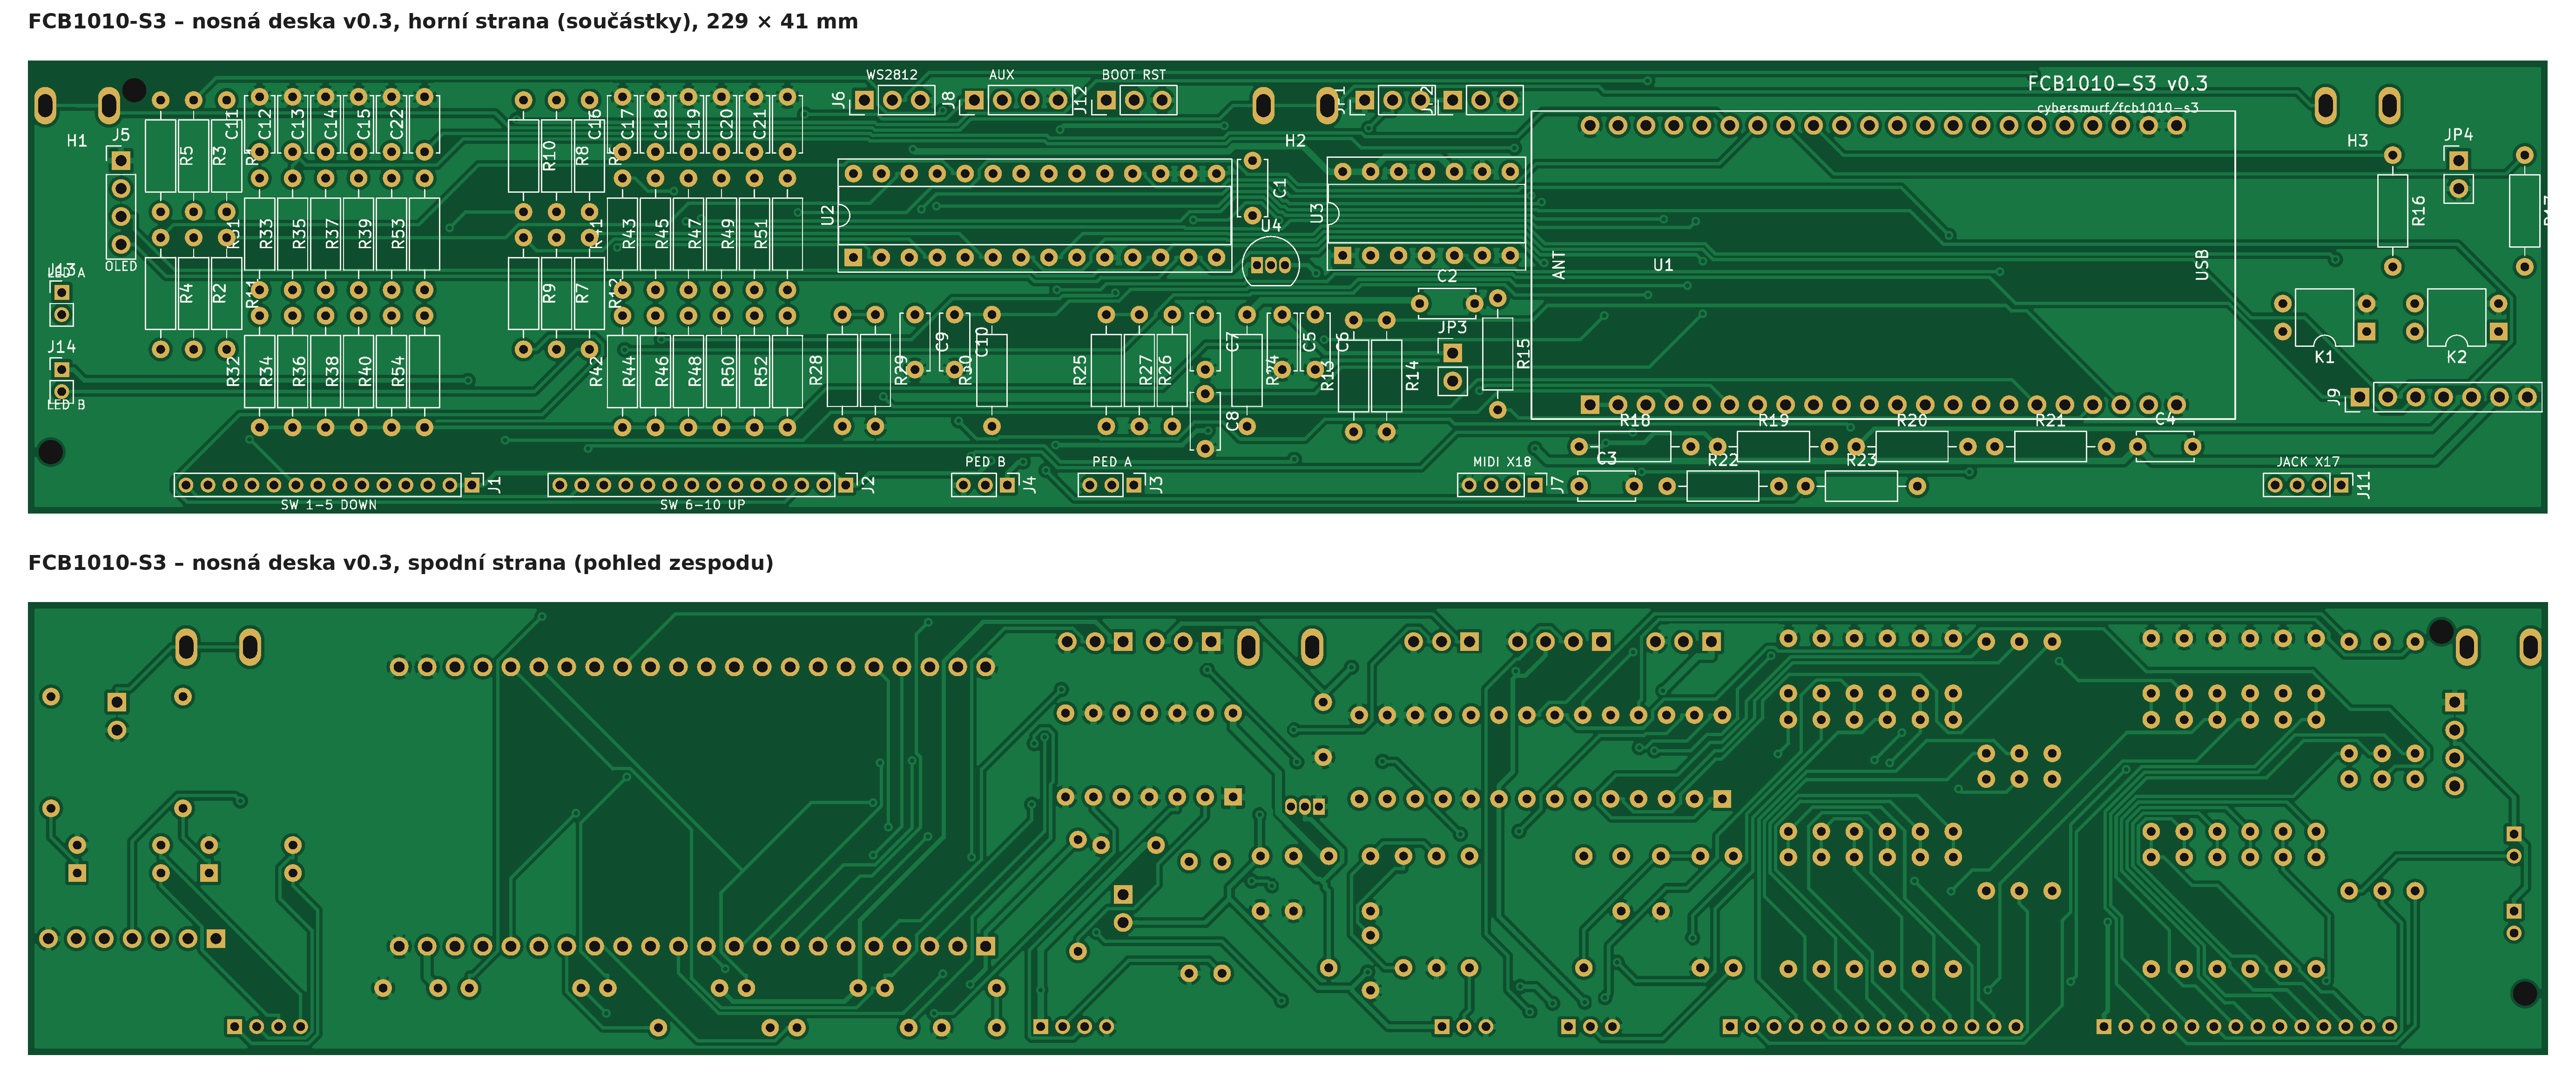 FCB1010-S3 – nosná deska v0.3, horní strana (součástky), 229 × 41 mm
WS2812
AUX
BOOT RST
FCB1010-S3 v0.3
cybersmurf/fcb1010-s3
J6
J8
J12
H1
J5
H2
H3
JP4
R5
R3
C11
C12
C13
C14
C15
C22
R10
R8
C16
C17
C18
C19
C20
C21
U2
C1
U4
U3
ANT
U1
USB
R16
OLED
R33
R35
R37
R39
R53
R43
R45
R47
R49
R51
J13
LED A
R4
R2
R11
R9
R7
R12
C2
JP3
R15
K1
K2
J14
LED B
R32
R34
R36
R38
R40
R54
R42
R44
R46
R48
R50
R52
R28
R29
C9
R30
C10
R25
R27
R26
C7
R24
C5
C6
R13
R14
C8
J9
R18
R19
R20
R21
C4
C3
R22
R23
PED B
PED A
MIDI X18
JACK X17
J1
J2
J4
J3
J7
J11
SW 1-5 DOWN
SW 6-10 UP
FCB1010-S3 – nosná deska v0.3, spodní strana (pohled zespodu)